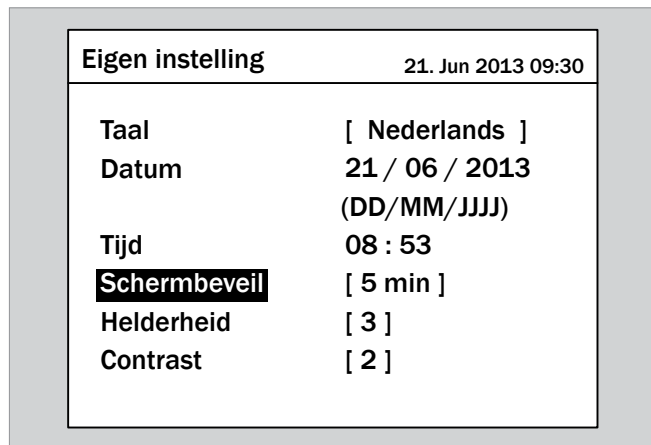 Eigen instelling 21. Jun 2013 09:30
Taal [ Nederlands ]
Datum 21 / 06 / 2013
(DD/MM/JJJJ)
Tijd 08 : 53
Schermbeveil [ 5 min ]
Helderheid [ 3 ]
Contrast [ 2 ]